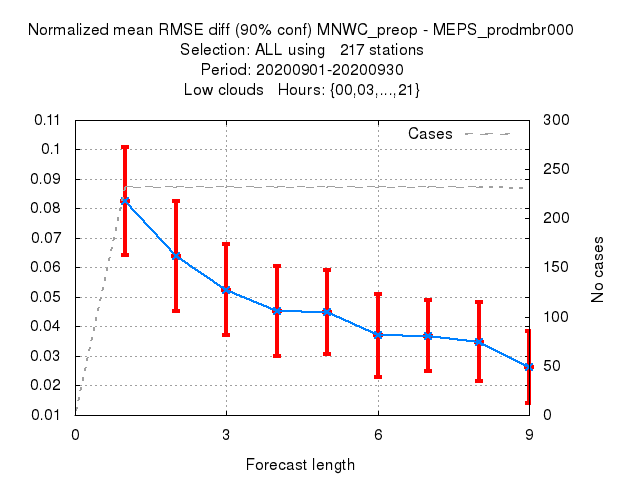 Normalized mean RMSE diff (90% conf) MNWC_preop - MEPS_prodmbr000
Selection: ALL using 217 stations
Period: 20200901-20200930
Low clouds Hours: {00,03,...,21}
Cases
0.11
0.1
0.09
0.08
0.07
0.06
0.05
0.04
0.03
0.02
0.01
300
250
200
150
100
50
0
No cases
0 3 6 9
Forecast length